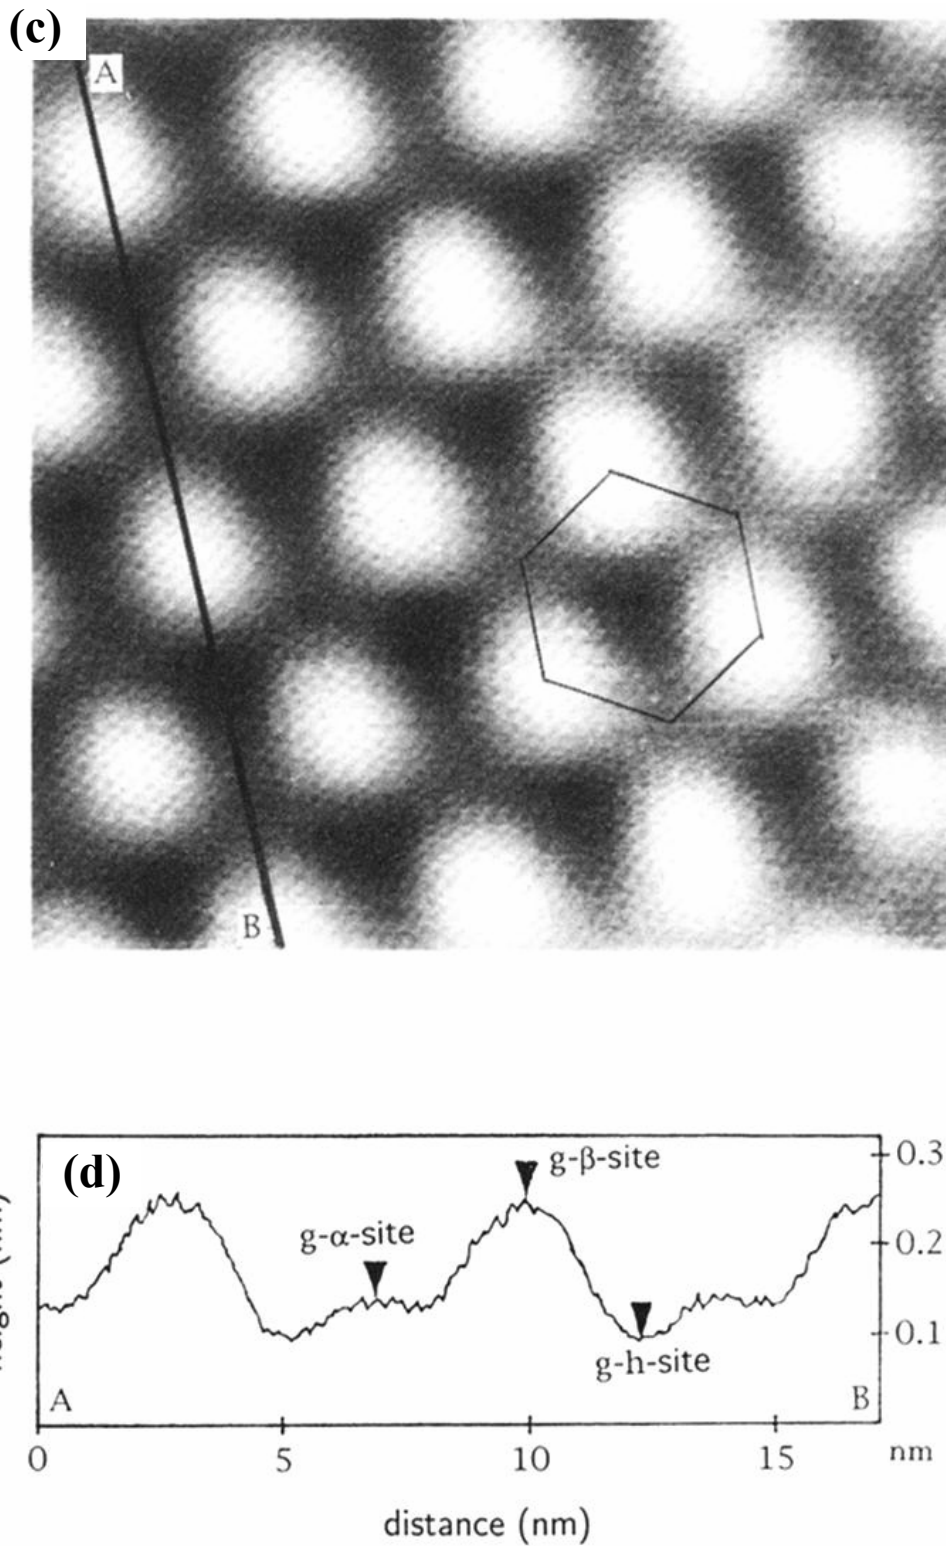 (c)
A
B
(d)
g-β-site
g-α-site
g-h-site
0.3
0.2
0.1
A
B
0
5
10
15
nm
distance (nm)